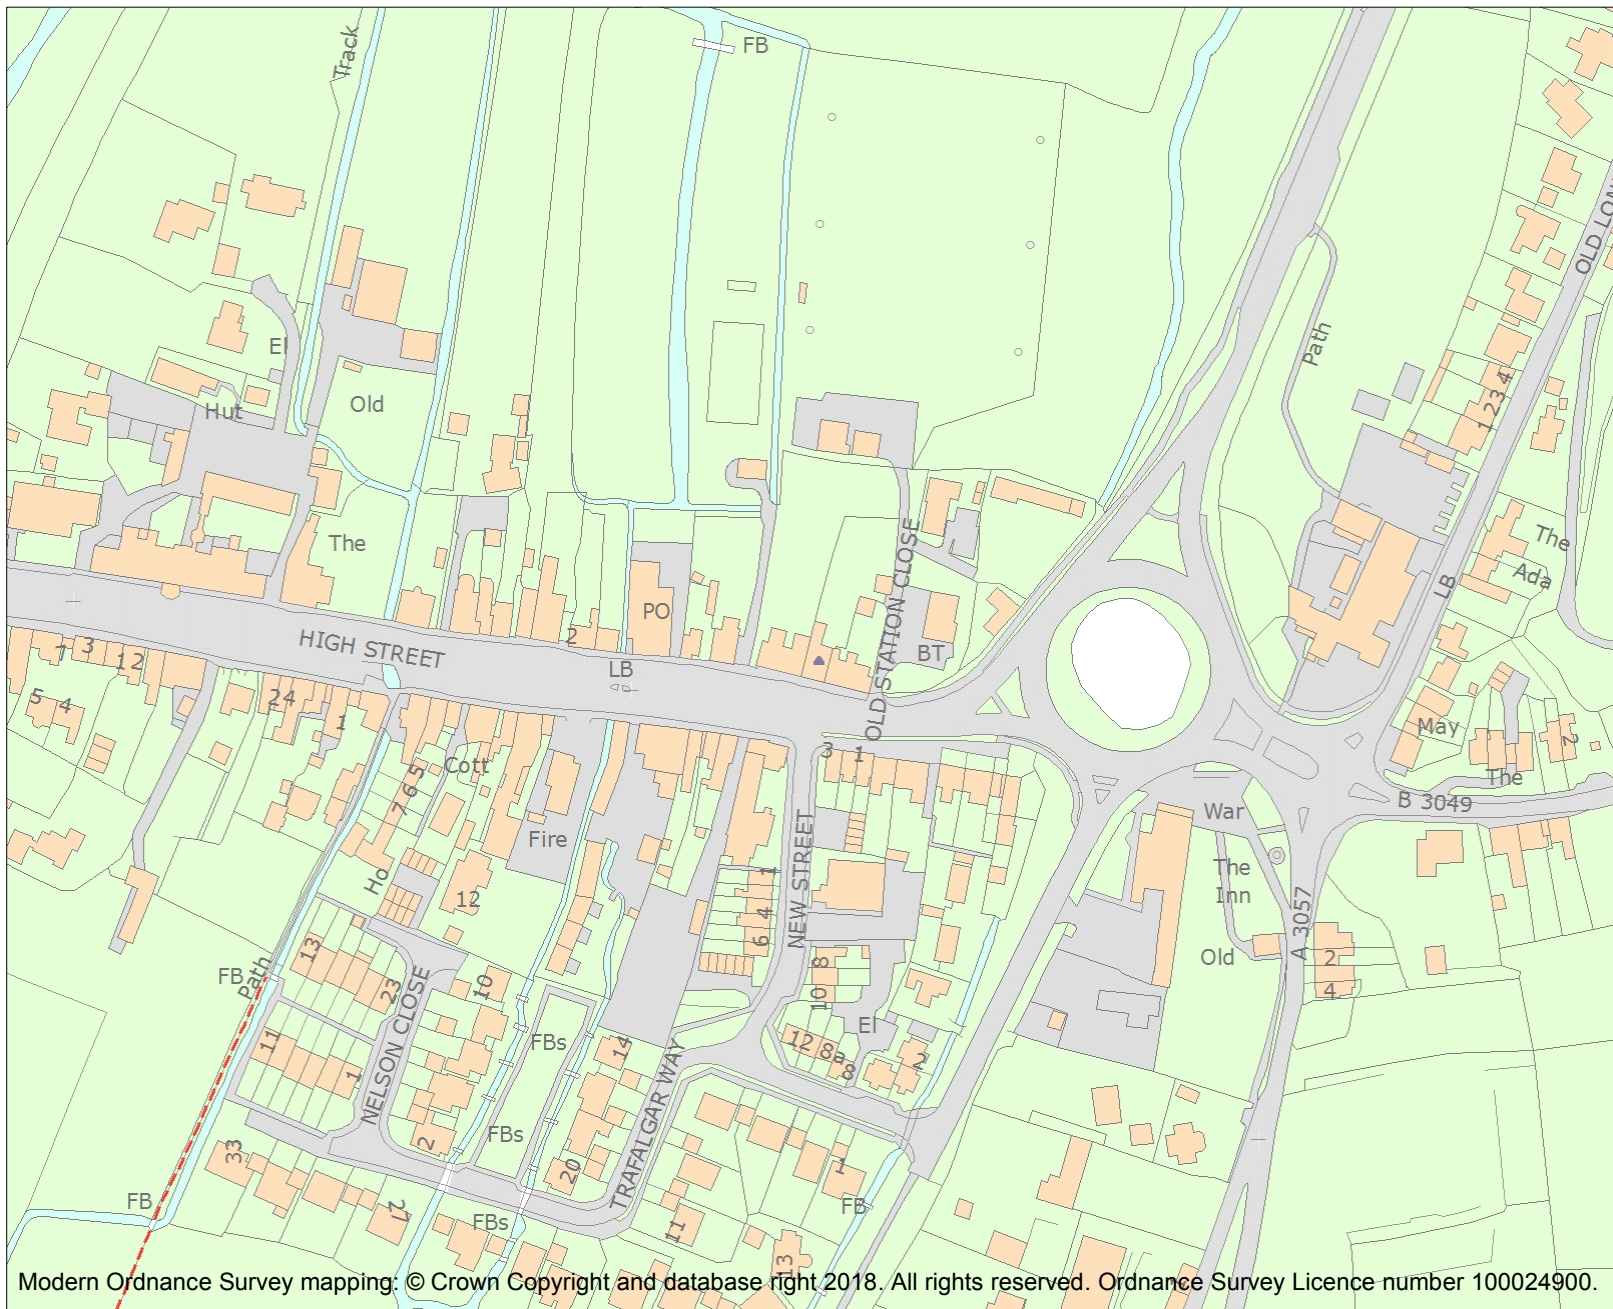 Track
FB
OLD LON
Path
El
Hut
Old
1 2 3 4
The
Ada
LB
The
PO
2
HIGH STREET
LB
OLD STATION CLOSE
BT
7
3
1 2
5
4
24
1
Cott
7 6 5
3
1
May
The
2
B 3049
War
The
Inn
Fire
Ho
12
NEW STREET
1
4
6
A 3057
Old
2
4
FB
Path
13
23
10
8
10
El
NELSON CLOSE
11
1
FBs
14
12
8a
8
2
TRAFALGAR WAY
2
FBs
33
27
20
1
FB
FB
FBs
11
13
Modern Ordnance Survey mapping: © Crown Copyright and database right 2018. All rights reserved. Ordnance Survey Licence number 100024900.